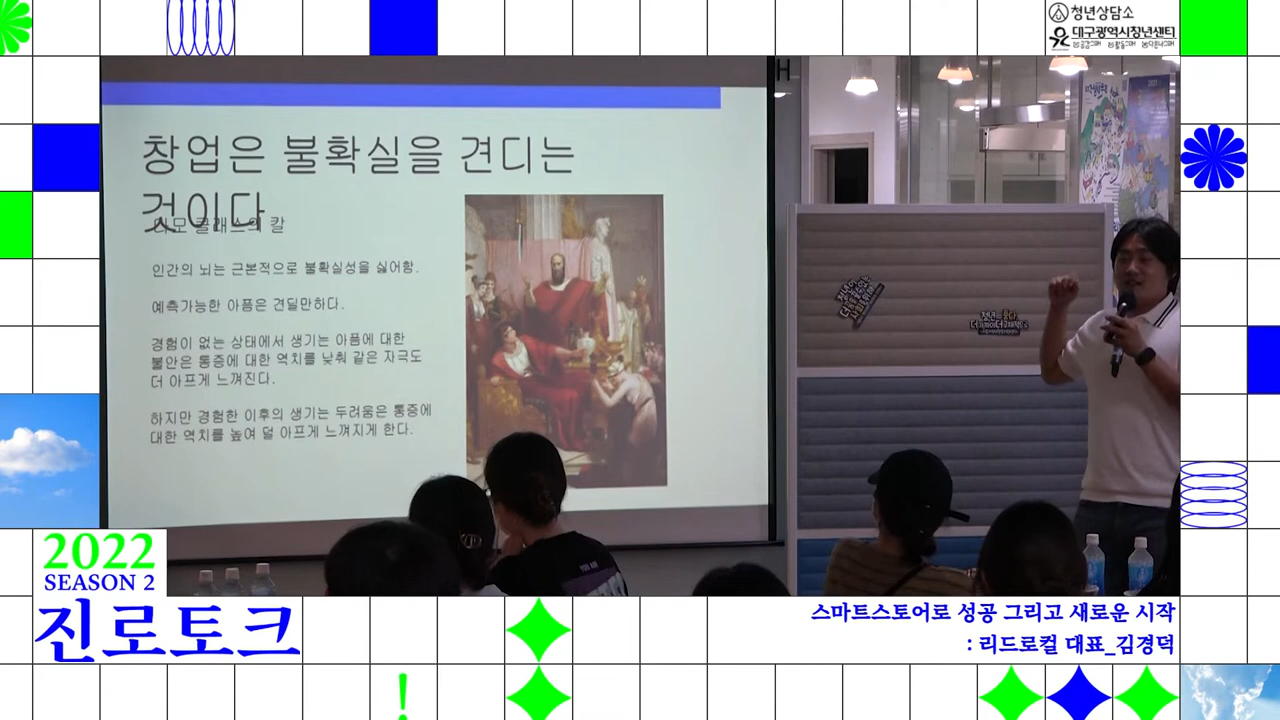 청년상담소
대구광역시청년센터
창업은 불확실을 견디는
것이다
다모클래스의 칼
인간의 뇌는 근본적으로 불확실성을 싫어함.
예측가능한 아픔은 견딜만하다.
경험이 없는 상태에서 생기는 아픔에 대한
불안은 통증에 대한 역치를 낮춰 같은 자극도
더 아프게 느껴진다.
하지만 경험한 이후의 생기는 두려움은 통증에
대한 역치를 높여 덜 아프게 느껴지게 한다.
H
YOU ARE
2022
SEASON 2
진로토크
스마트스토어로 성공 그리고 새로운 시작
: 리드로컬 대표_김경덕
!